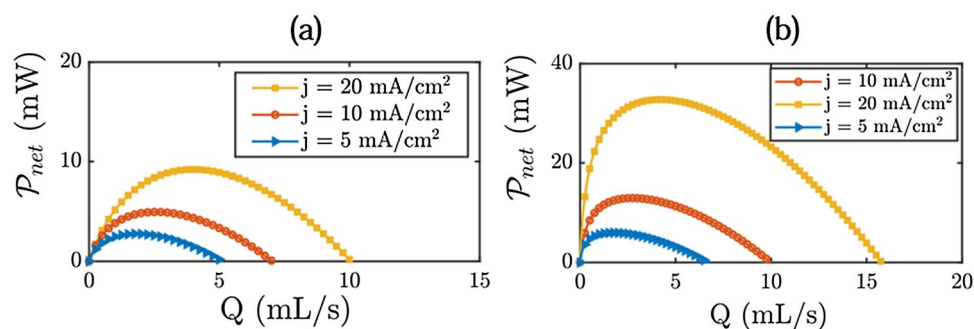 (a)
20
10
0
𝒫net (mW)
j = 20 mA/cm²
j = 10 mA/cm²
j = 5 mA/cm²
0 5 10 15
Q (mL/s)
(b)
40
20
0
𝒫net (mW)
j = 10 mA/cm²
j = 20 mA/cm²
j = 5 mA/cm²
0 5 10 15 20
Q (mL/s)